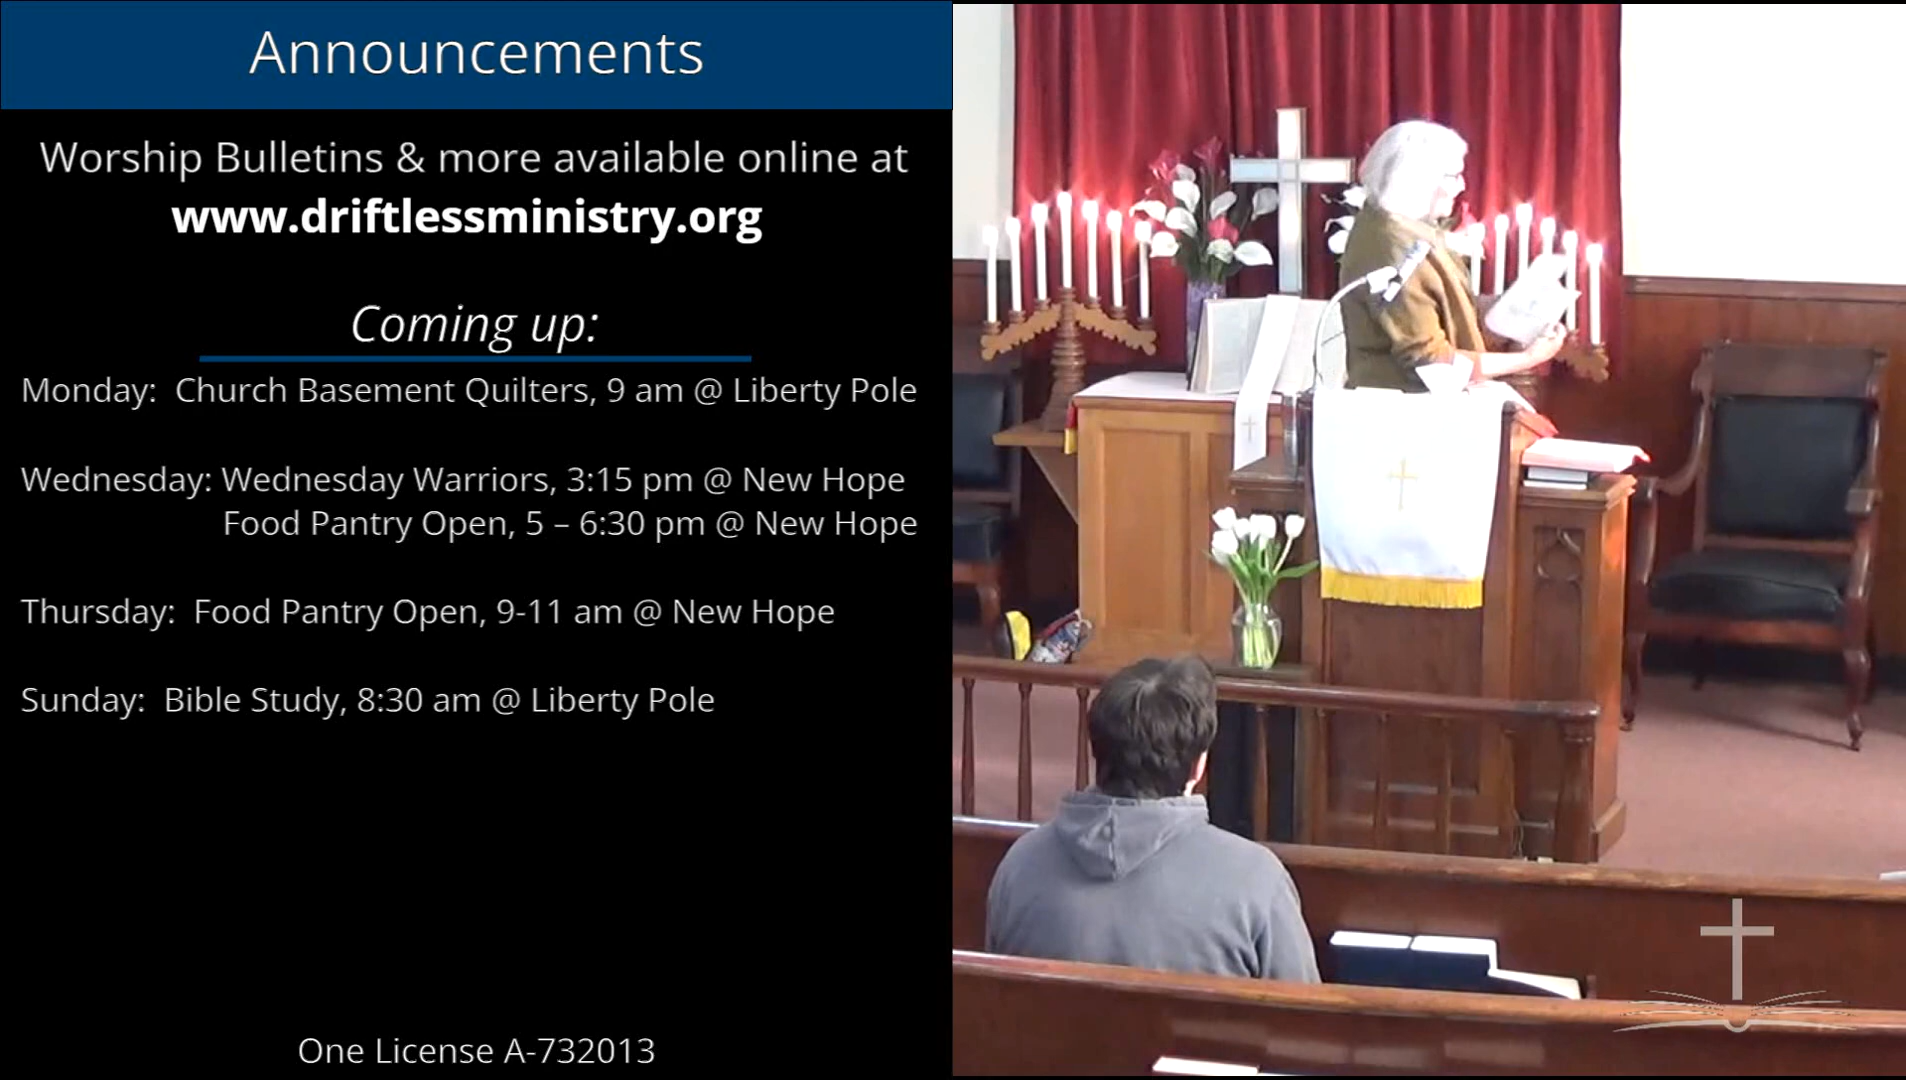 Announcements
Worship Bulletins & more available online at
www.driftlessministry.org
Coming up:
Monday:  Church Basement Quilters, 9 am @ Liberty Pole
Wednesday: Wednesday Warriors, 3:15 pm @ New Hope
Food Pantry Open, 5 – 6:30 pm @ New Hope
Thursday:  Food Pantry Open, 9-11 am @ New Hope
Sunday:  Bible Study, 8:30 am @ Liberty Pole
One License A-732013